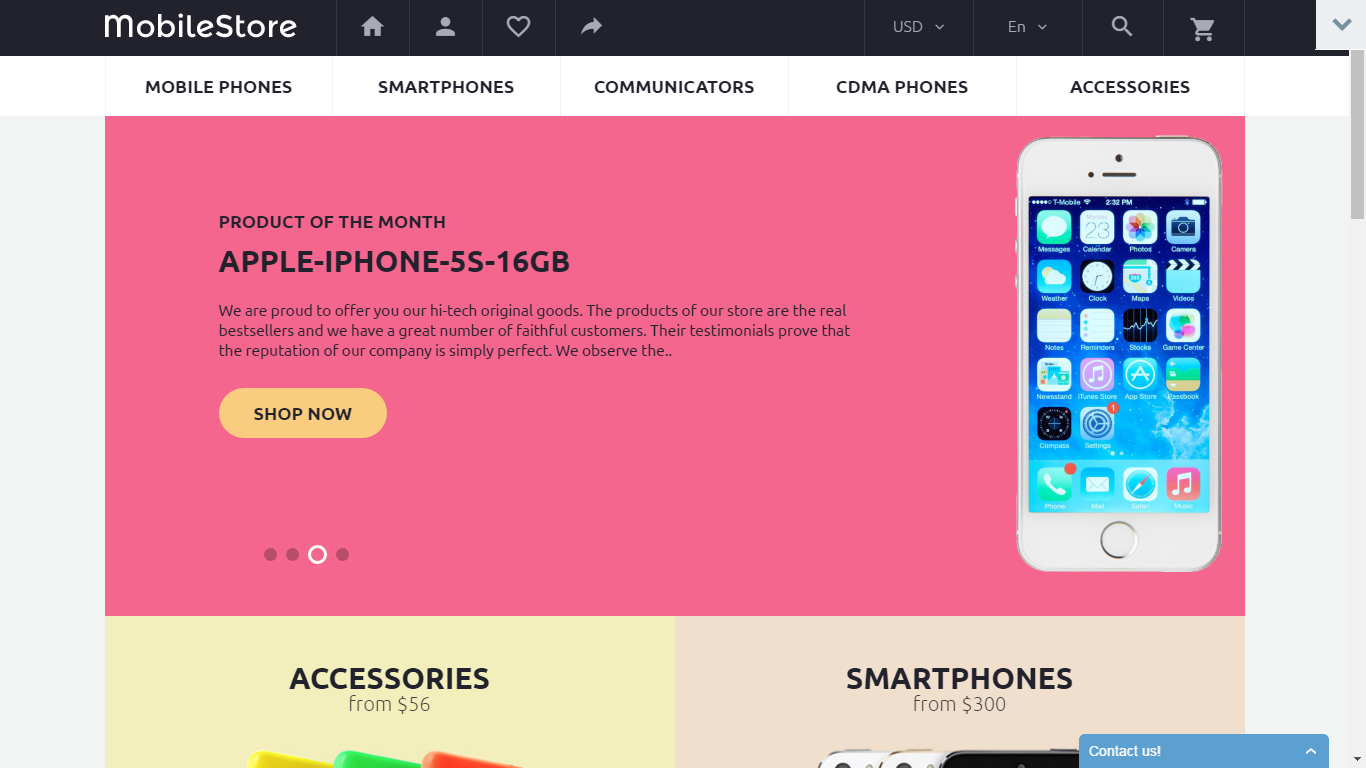 MobileStore
USD
En
MOBILE PHONES
SMARTPHONES
COMMUNICATORS
CDMA PHONES
ACCESSORIES
PRODUCT OF THE MONTH
APPLE-IPHONE-5S-16GB
We are proud to offer you our hi-tech original goods. The products of our store are the real
bestsellers and we have a great number of faithful customers. Their testimonials prove that
the reputation of our company is simply perfect. We observe the..
SHOP NOW
T-Mobile 2:32 PM
Monday
23
Messages Calendar Photos Camera
Weather Clock Maps Videos
Notes Reminders Stocks Game Center
Newsstand iTunes Store App Store Passbook
1
Compass Settings
Phone Mail Safari Music
ACCESSORIES
from $56
SMARTPHONES
from $300
Contact us!